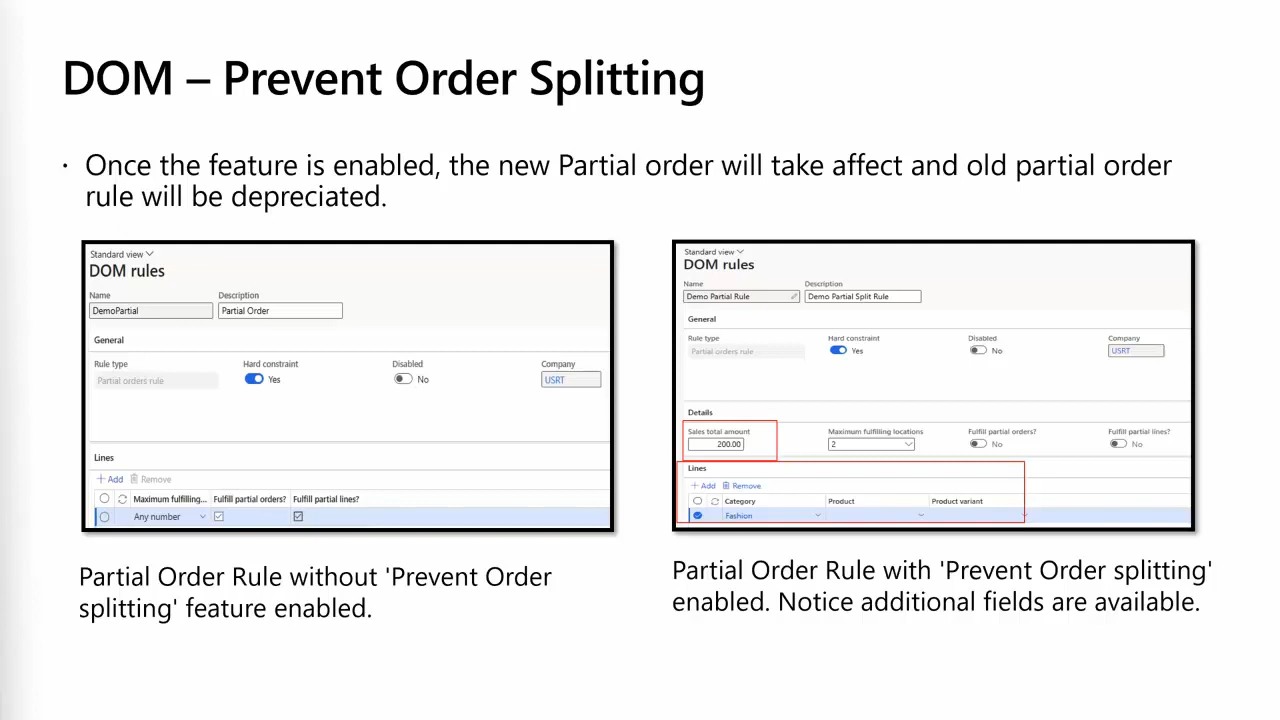 DOM – Prevent Order Splitting
· Once the feature is enabled, the new Partial order will take affect and old partial order
rule will be depreciated.
Standard view
DOM rules
Name Description
DemoPartial Partial Order
General
Rule type Hard constraint Disabled Company
Partial orders rule Yes No USRT
Lines
+ Add Remove
Maximum fulfilling... Fulfill partial orders? Fulfill partial lines?
Any number
Partial Order Rule without 'Prevent Order
splitting' feature enabled.
Standard view
DOM rules
Name Description
Demo Partial Rule Demo Partial Split Rule
General
Rule type Hard constraint Disabled Company
Partial orders rule Yes No USRT
Details
Sales total amount Maximum fulfilling locations Fulfill partial orders? Fulfill partial lines?
200.00 2 No No
Lines
+ Add Remove
Category Product Product variant
Fashion
Partial Order Rule with 'Prevent Order splitting'
enabled. Notice additional fields are available.